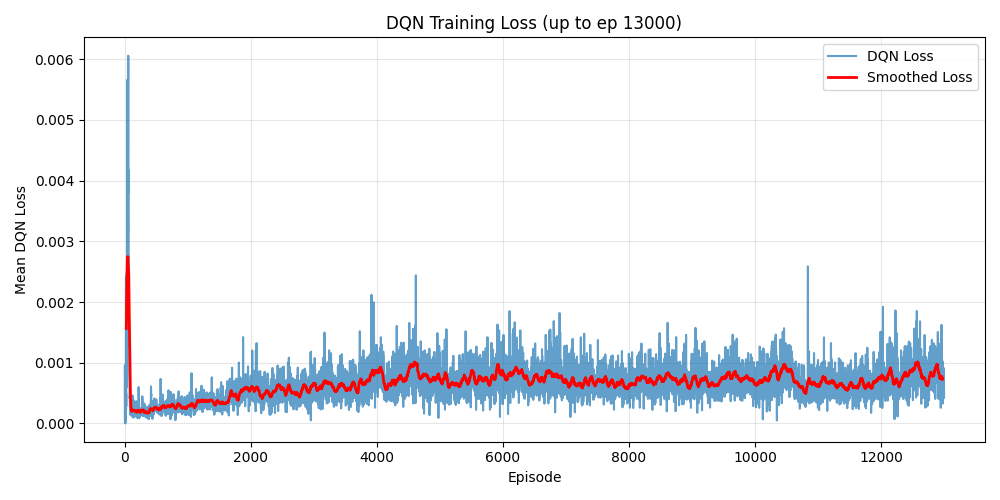 DQN Training Loss (up to ep 13000)
DQN Loss
Smoothed Loss
Mean DQN Loss
0.006
0.005
0.004
0.003
0.002
0.001
0.000
0 2000 4000 6000 8000 10000 12000
Episode